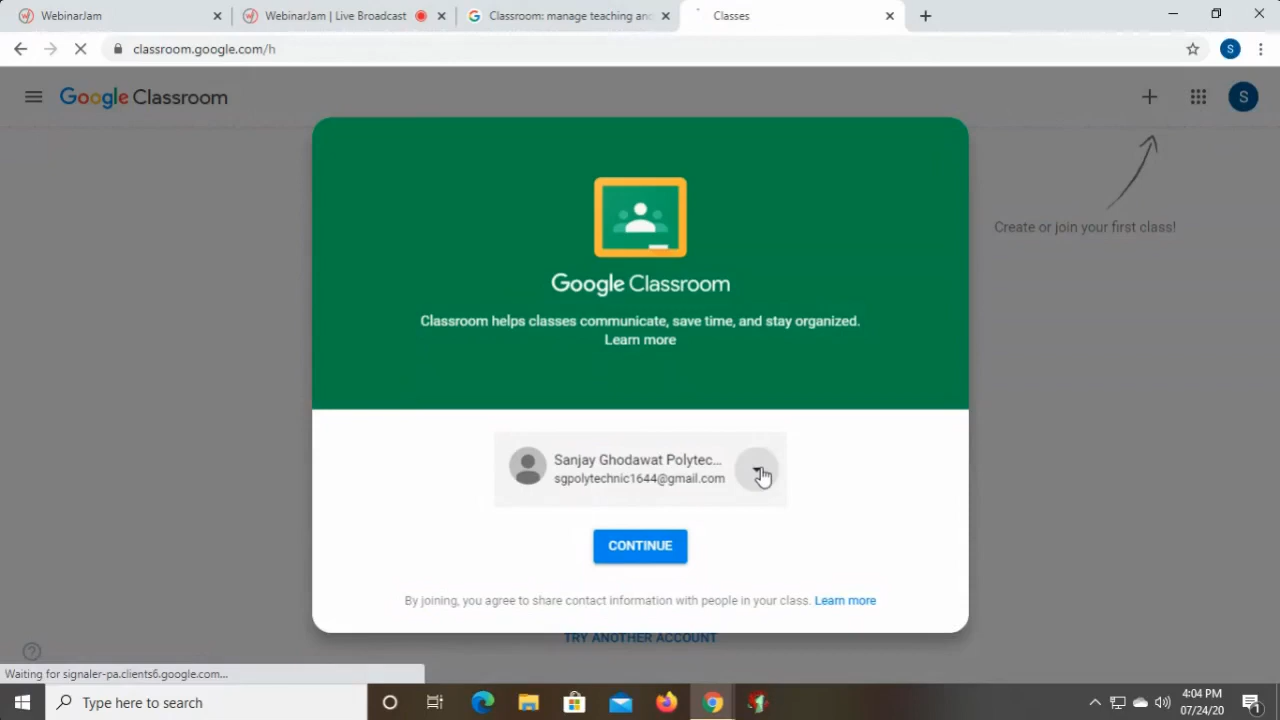 WebinarJam
WebinarJam | Live Broadcast
Classroom: manage teaching and
Classes
classroom.google.com/h
S
Google Classroom
S
Create or join your first class!
Google Classroom
Classroom helps classes communicate, save time, and stay organized.
Learn more
Sanjay Ghodawat Polytec...
sgpolytechnic1644@gmail.com
CONTINUE
By joining, you agree to share contact information with people in your class. Learn more
TRY ANOTHER ACCOUNT
Waiting for signaler-pa.clients6.google.com...
Type here to search
4:04 PM
07/24/20
1